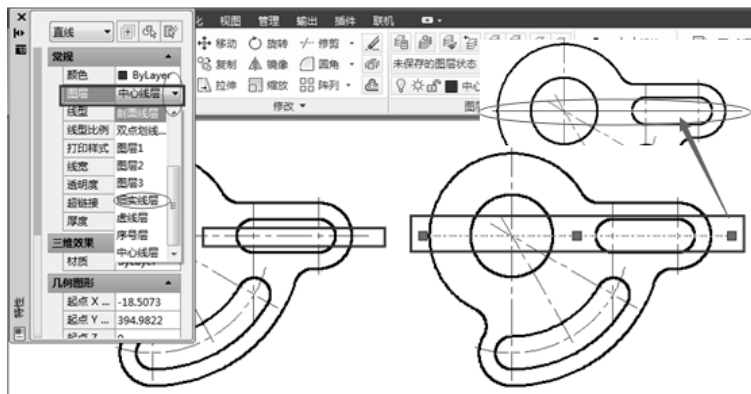 视图 管理 输出 插件 联机
直线
移动 旋转 修剪
复制 镜像 圆角
拉伸 缩放 阵列
修改
未保存的图层状态
常规
颜色 ByLayer
图层 中心线层
线型 剖面线层
线型比例 双点划线...
打印样式 图层1
线宽 图层2
透明度 图层3
超链接 细实线层
厚度 虚线层
序号层
三维效果
中心线层
材质 ByLayer
几何图形
起点 X ... -18.5073
起点 Y ... 394.9822
起点 Z 0
特性